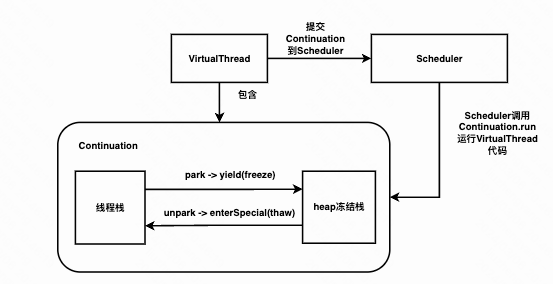 提交
Continuation
到Scheduler
VirtualThread
Scheduler
包含
Scheduler调用
Continuation.run
运行VirtualThread
代码
Continuation
park -> yield(freeze)
线程栈
heap冻结栈
unpark -> enterSpecial(thaw)